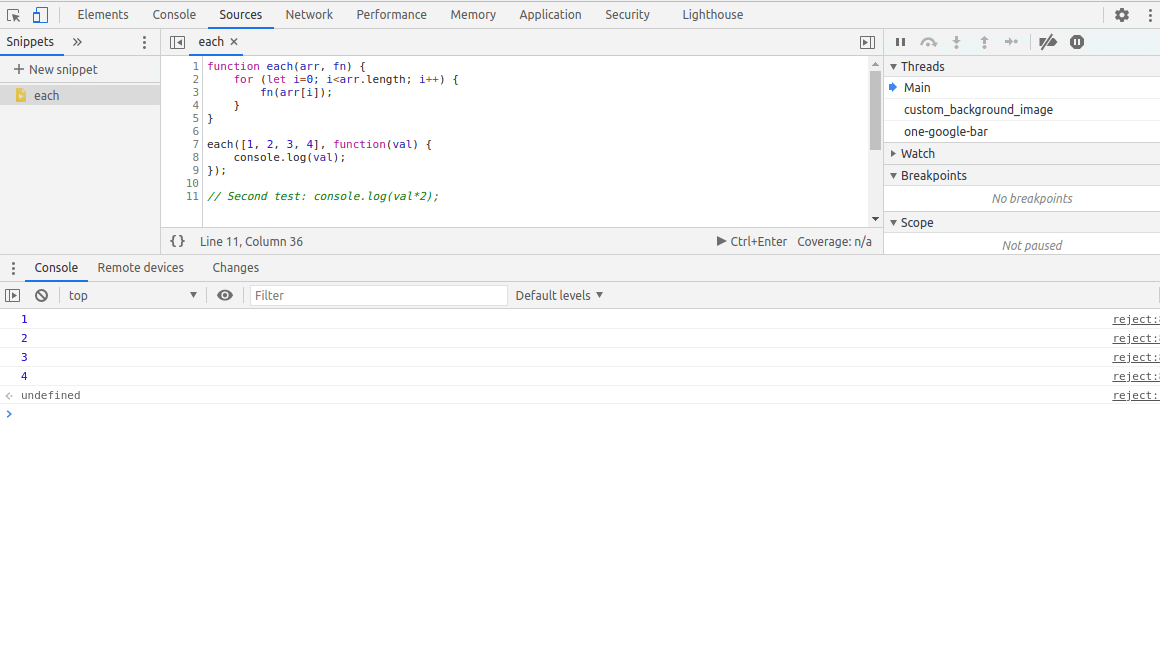 Elements Console Sources Network Performance Memory Application Security Lighthouse
Snippets
each
New snippet
each
1 function each(arr, fn) {
2 for (let i=0; i<arr.length; i++) {
3 fn(arr[i]);
4 }
5 }
6
7 each([1, 2, 3, 4], function(val) {
8 console.log(val);
9 });
10
11 // Second test: console.log(val*2);
{} Line 11, Column 36 Ctrl+Enter Coverage: n/a
Threads
Main
custom_background_image
one-google-bar
Watch
Breakpoints
No breakpoints
Scope
Not paused
Console Remote devices Changes
top Filter Default levels
1 reject:
2 reject:
3 reject:
4 reject:
undefined reject: